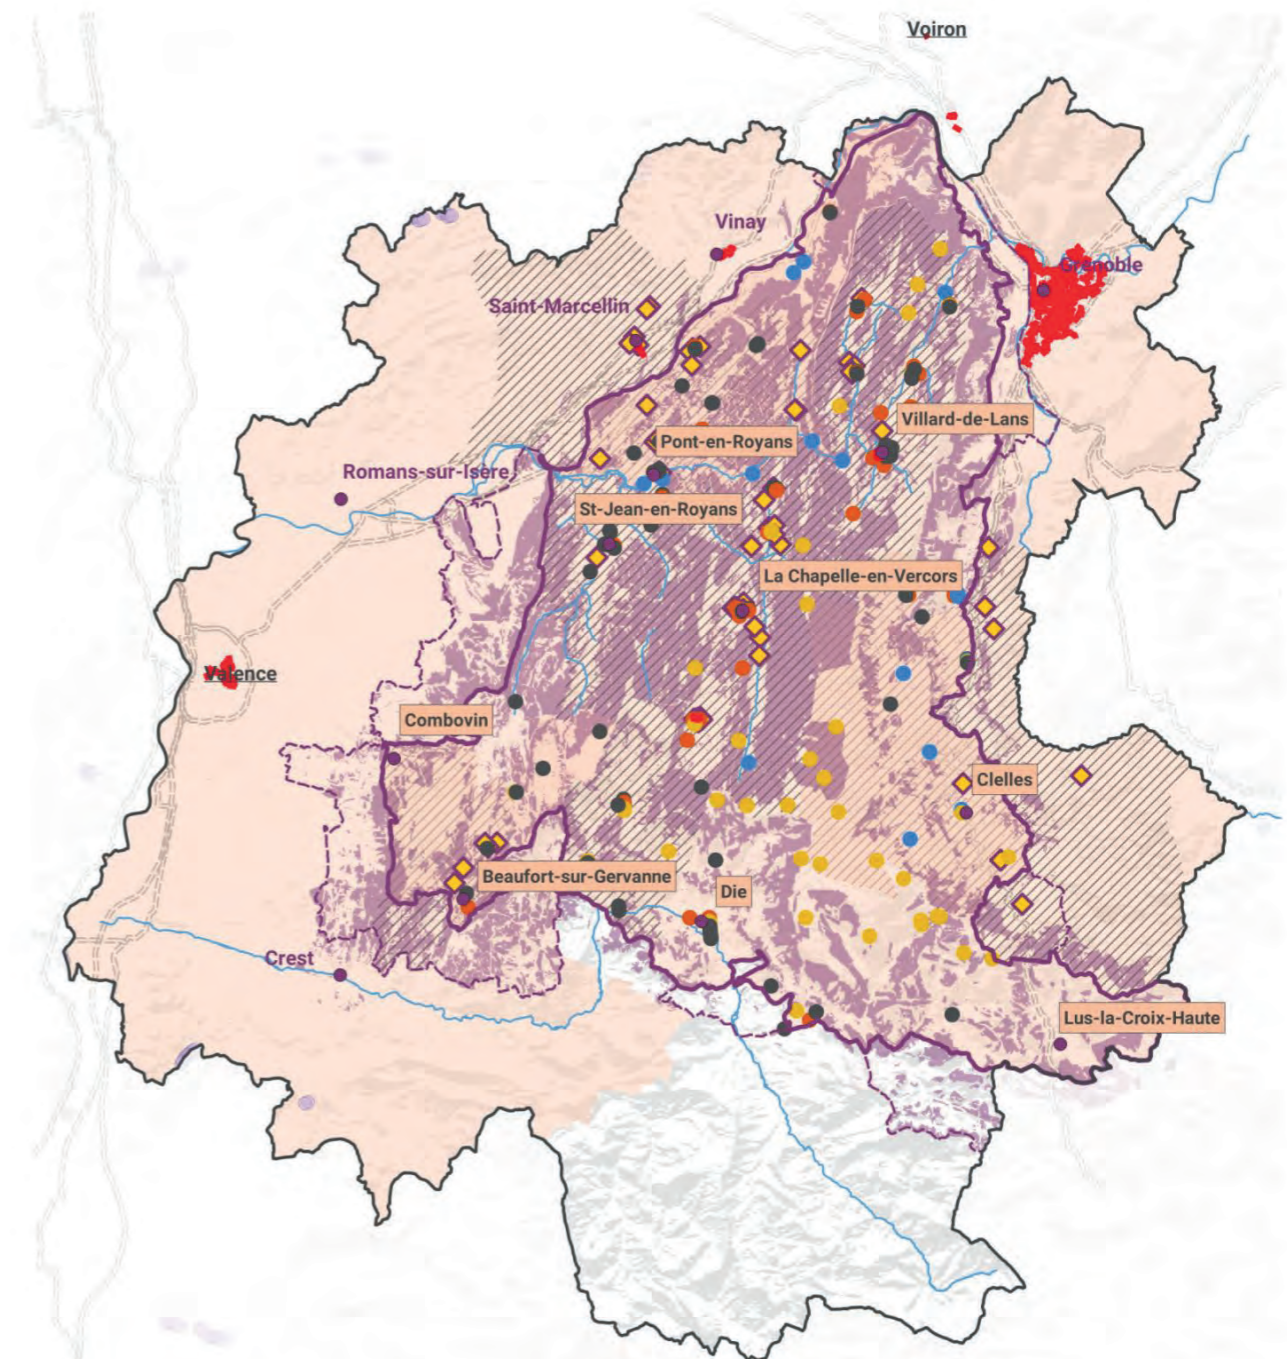 Voiron
Vinay
Grenoble
Saint-Marcellin
Villard-de-Lans
Pont-en-Royans
Romans-sur-Isère
St-Jean-en-Royans
La Chapelle-en-Vercors
Valence
Combovin
Clelles
Beaufort-sur-Gervanne
Die
Crest
Lus-la-Croix-Haute